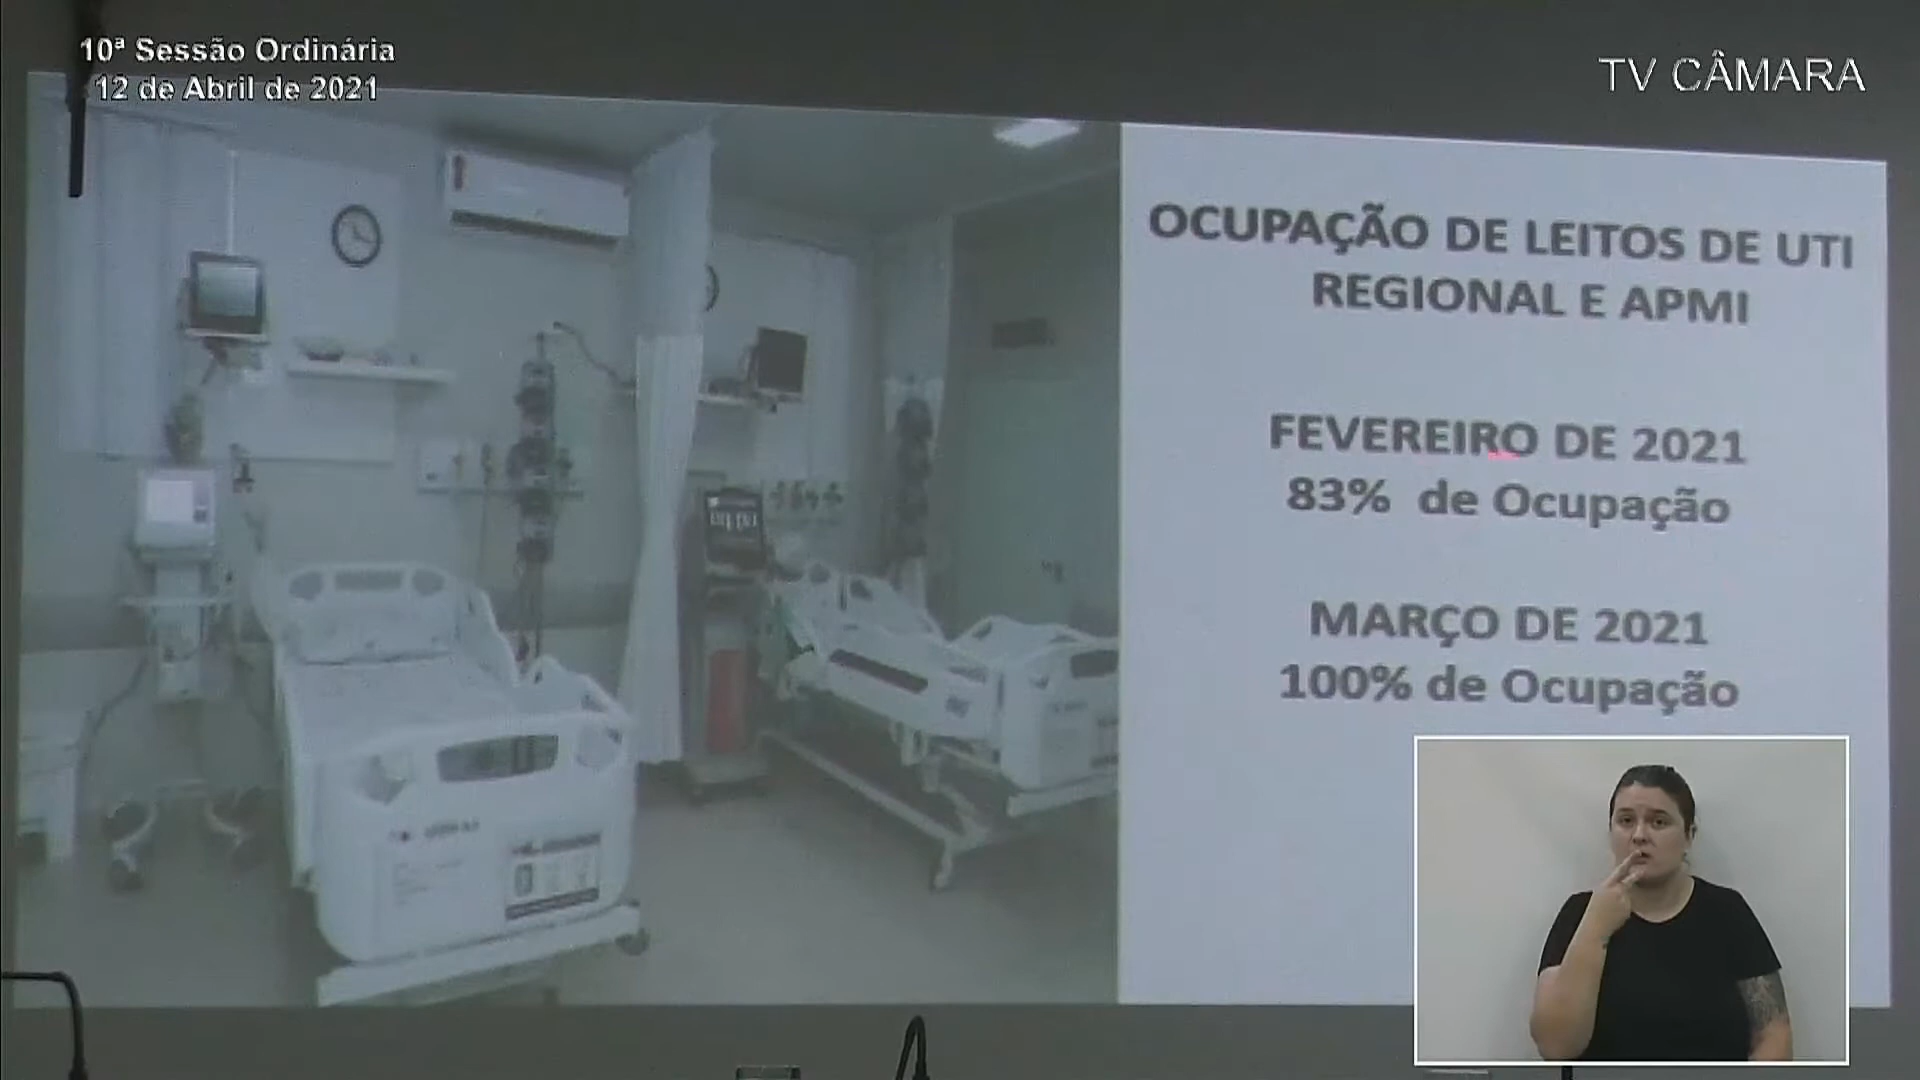 10ª Sessão Ordinária
12 de Abril de 2021
TV CÂMARA
OCUPAÇÃO DE LEITOS DE UTI
REGIONAL E APMI
FEVEREIRO DE 2021
83% de Ocupação
MARÇO DE 2021
100% de Ocupação